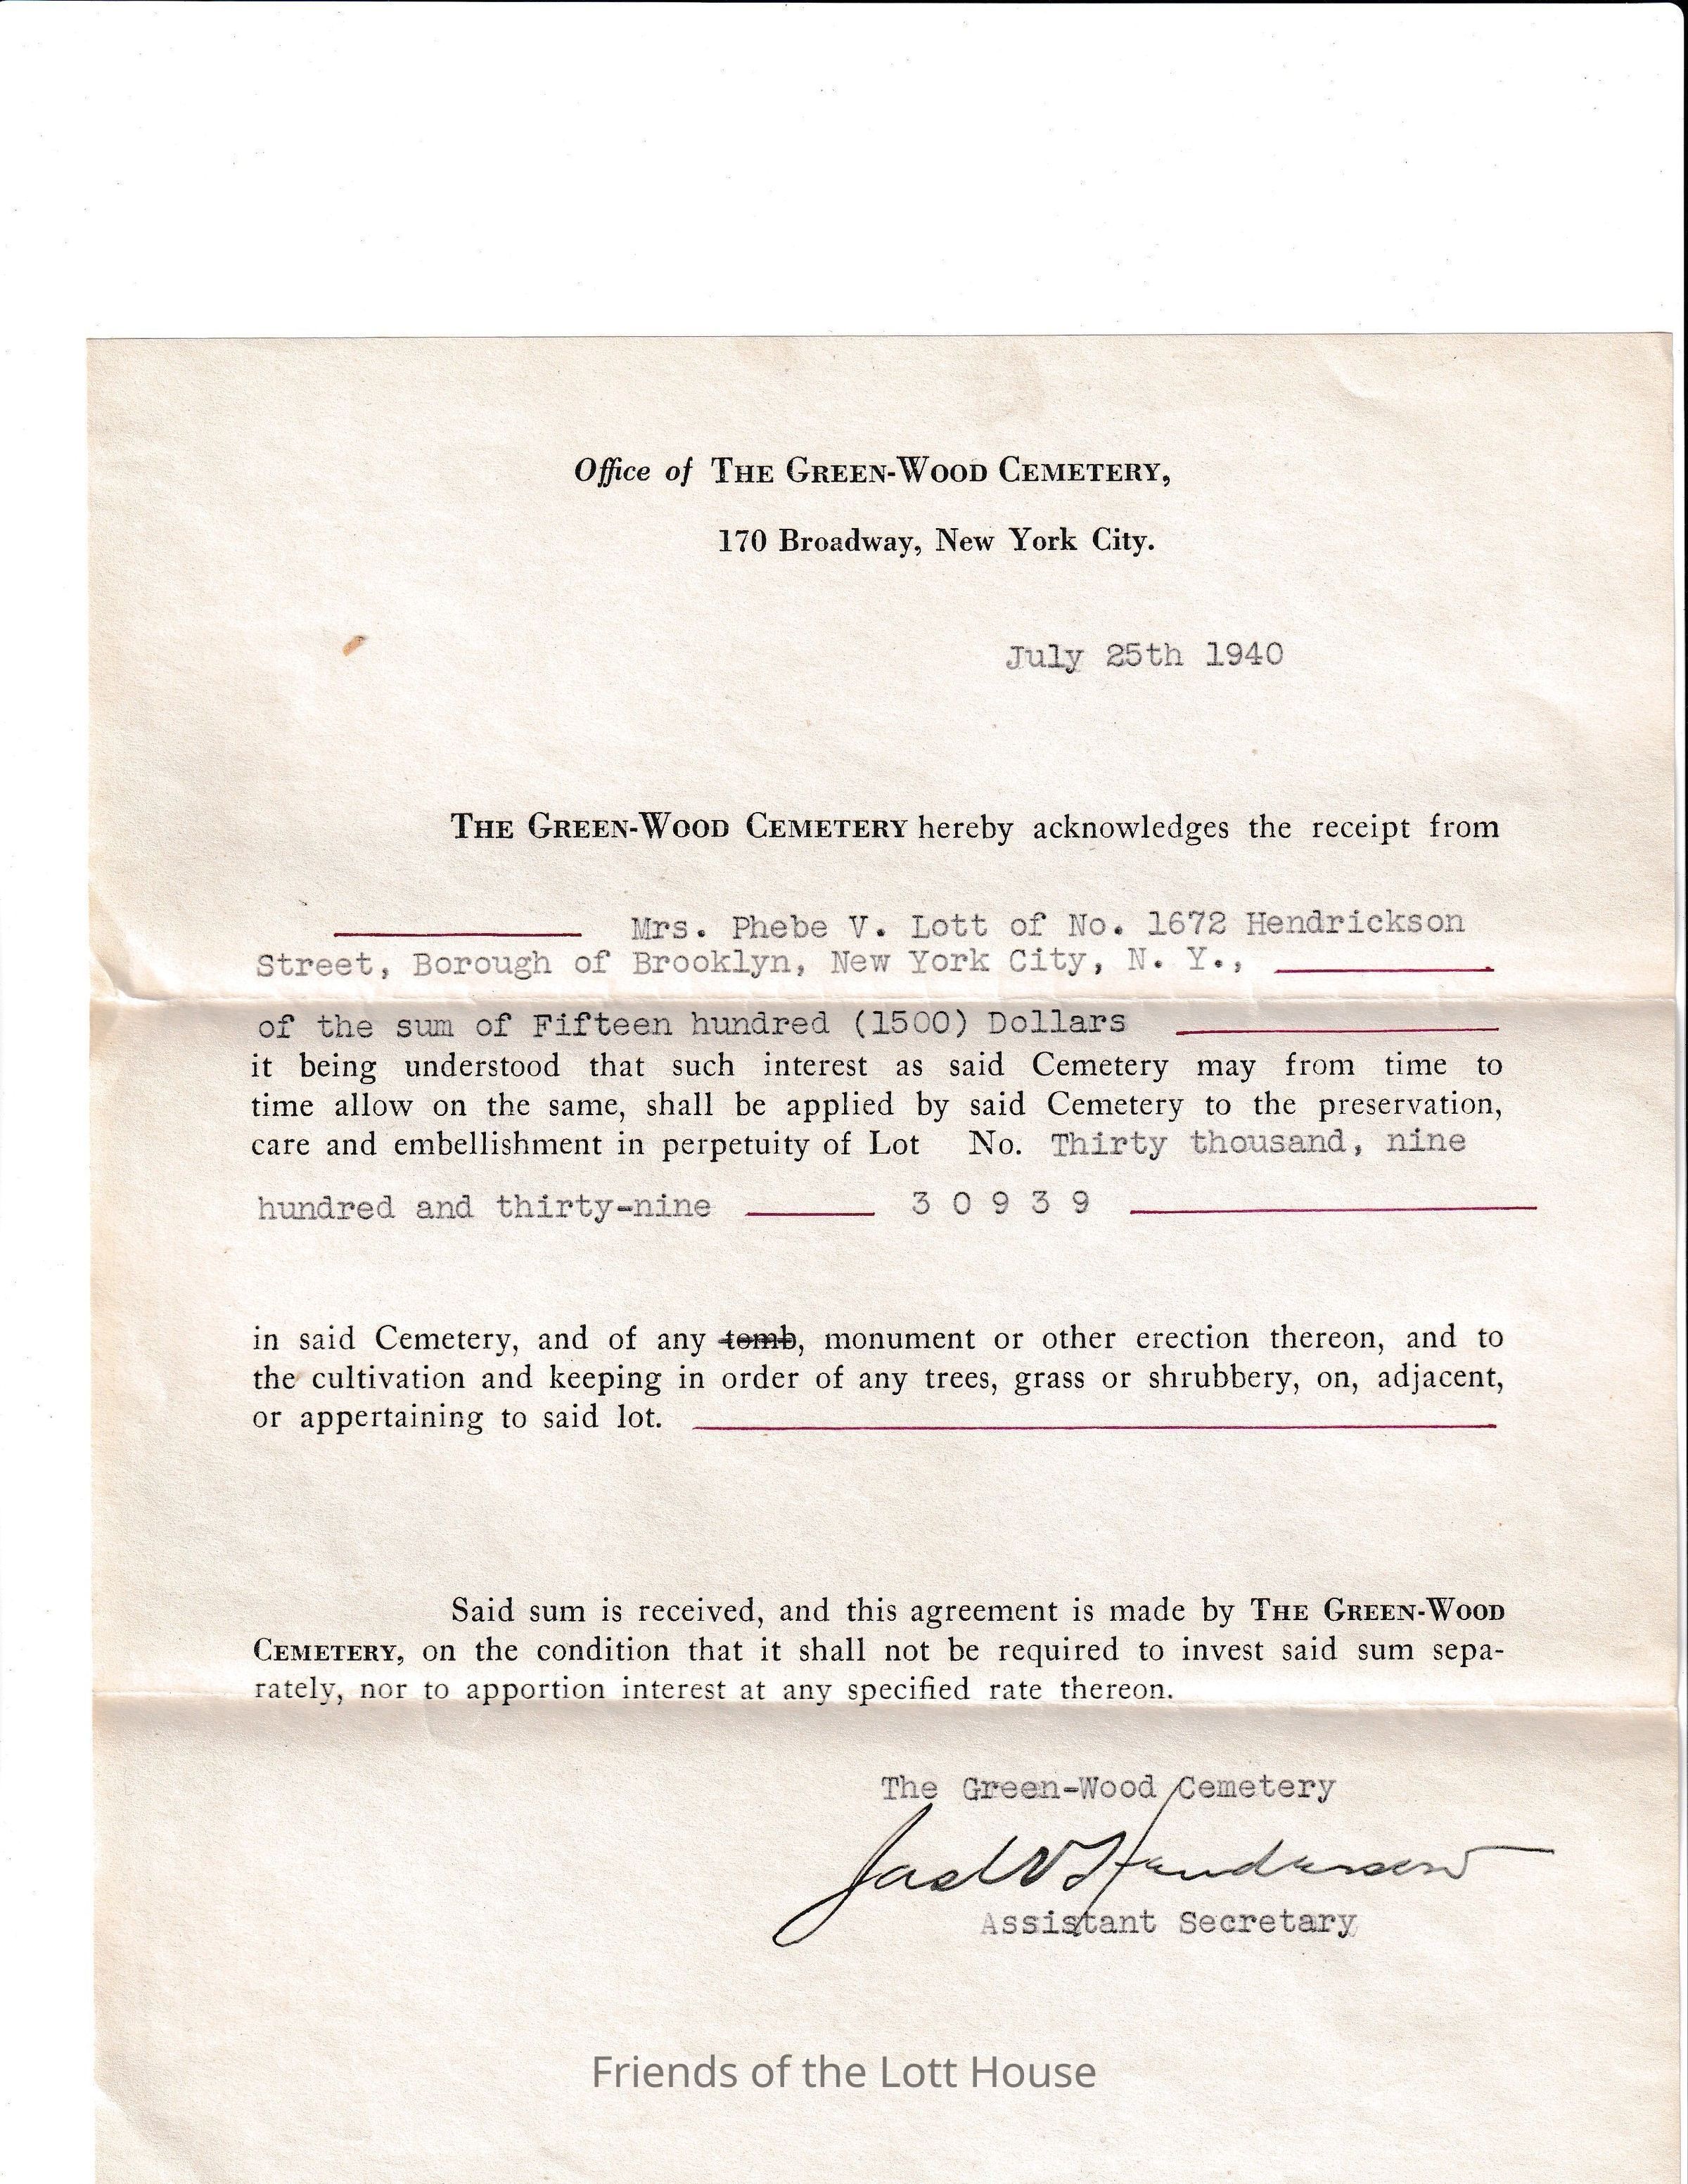 Office of THE GREEN-WOOD CEMETERY,
170 Broadway, New York City.
July 25th 1940
THE GREEN-WOOD CEMETERY hereby acknowledges the receipt from
Mrs. Phebe V. Lott of No. 1672 Hendrickson
Street, Borough of Brooklyn, New York City, N. Y.,
of the sum of Fifteen hundred (1500) Dollars
it being understood that such interest as said Cemetery may from time to
time allow on the same, shall be applied by said Cemetery to the preservation,
care and embellishment in perpetuity of Lot No. Thirty thousand, nine
hundred and thirty-nine 3 0 9 3 9
in said Cemetery, and of any tomb, monument or other erection thereon, and to
the cultivation and keeping in order of any trees, grass or shrubbery, on, adjacent,
or appertaining to said lot.
Said sum is received, and this agreement is made by THE GREEN-WOOD
CEMETERY, on the condition that it shall not be required to invest said sum sepa-
rately, nor to apportion interest at any specified rate thereon.
The Green-Wood Cemetery
Henderson
Assistant Secretary
Friends of the Lott House